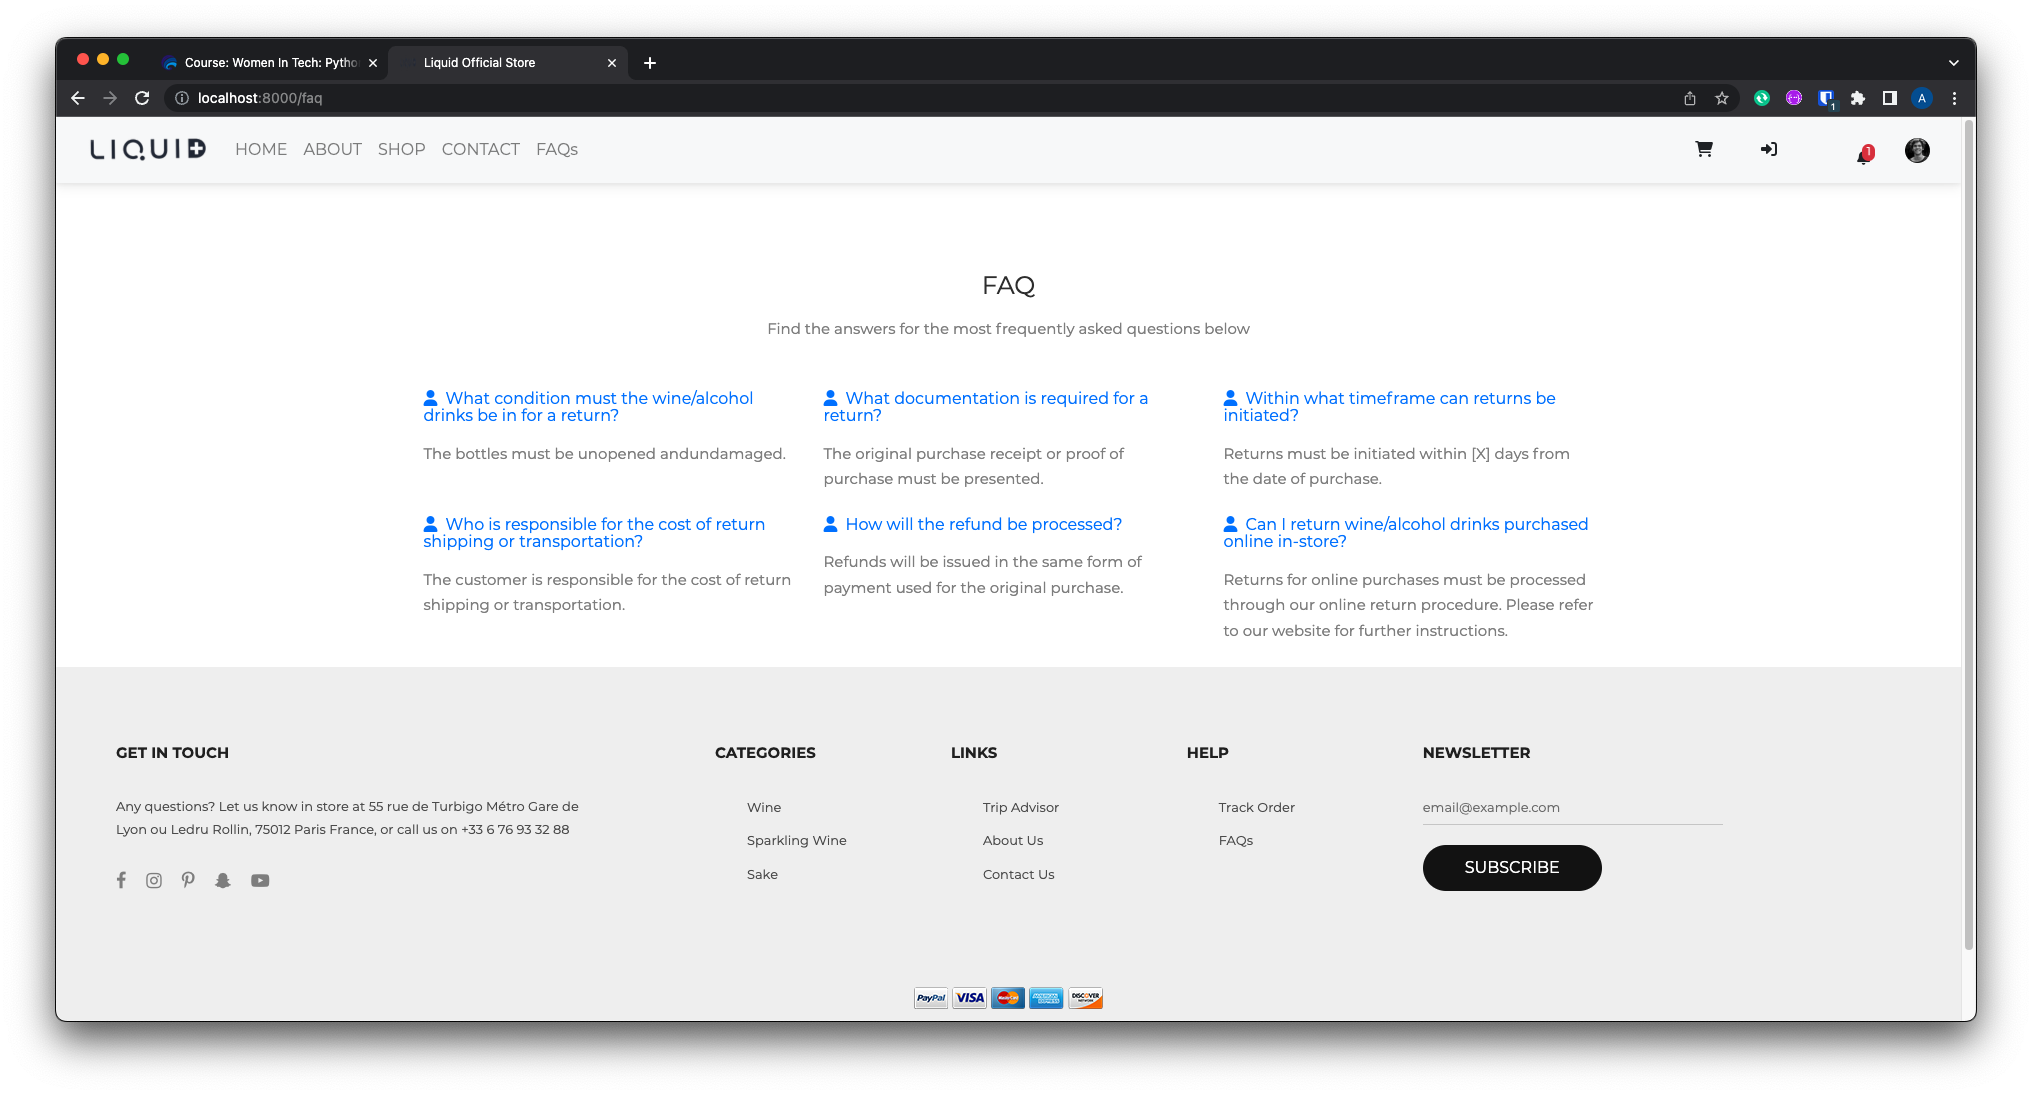 Course: Women In Tech: Pytho
Liquid Official Store
localhost:8000/faq
1
A
LIQUID
HOME ABOUT SHOP CONTACT FAQs
1
FAQ
Find the answers for the most frequently asked questions below
What condition must the wine/alcohol
drinks be in for a return?
The bottles must be unopened andundamaged.
What documentation is required for a
return?
The original purchase receipt or proof of
purchase must be presented.
Within what timeframe can returns be
initiated?
Returns must be initiated within [X] days from
the date of purchase.
Who is responsible for the cost of return
shipping or transportation?
The customer is responsible for the cost of return
shipping or transportation.
How will the refund be processed?
Refunds will be issued in the same form of
payment used for the original purchase.
Can I return wine/alcohol drinks purchased
online in-store?
Returns for online purchases must be processed
through our online return procedure. Please refer
to our website for further instructions.
GET IN TOUCH
Any questions? Let us know in store at 55 rue de Turbigo Métro Gare de
Lyon ou Ledru Rollin, 75012 Paris France, or call us on +33 6 76 93 32 88
CATEGORIES
Wine
Sparkling Wine
Sake
LINKS
Trip Advisor
About Us
Contact Us
HELP
Track Order
FAQs
NEWSLETTER
email@example.com
SUBSCRIBE
PayPal
VISA
MasterCard
AMERICAN EXPRESS
DISCOVER NETWORK